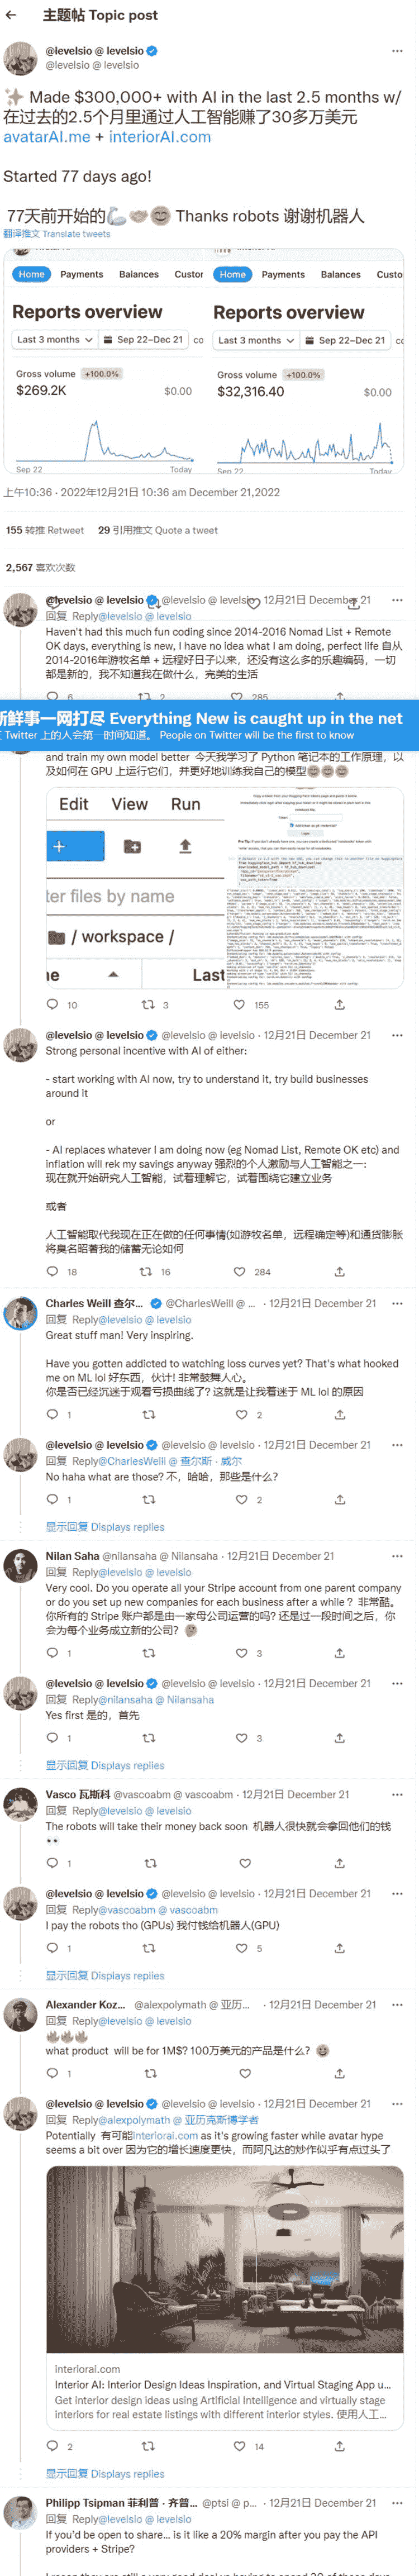 ← 主题帖 Topic post
@levelsio @ levelsio
@levelsio @ levelsio
Made $300,000+ with AI in the last 2.5 months w/
在过去的2.5个月里通过人工智能赚了30多万美元
avatarAI.me + interiorAI.com
Started 77 days ago!
77天前开始的 Thanks robots 谢谢机器人
翻译推文 Translate tweets
Home Payments Balances Custor
Home Payments Balances Custo
Reports overview
Reports overview
Last 3 months Sep 22–Dec 21 co
Last 3 months Sep 22–Dec 21 cc
Gross volume +100.0%
Gross volume +100.0%
$269.2K $0.00
$32,316.40 $0.00
Sep 22 Today
Sep 22 Today
上午10:36 · 2022年12月21日 10:36 am December 21,2022
155 转推 Retweet 29 引用推文 Quote a tweet
2,567 喜欢次数
@levelsio @ levelsio @levelsio @ levelsio · 12月21日 December 21
回复 Reply@levelsio @ levelsio
Haven't had this much fun coding since 2014-2016 Nomad List + Remote
OK days, everything is new, I have no idea what I am doing, perfect life 自从
2014-2016年游牧名单 + 远程好日子以来，还没有这么多的乐趣编码，一切
都是新的，我不知道我在做什么，完美的生活
6 2 285
新鲜事一网打尽 Everything New is caught up in the net
Twitter 上的人会第一时间知道。 People on Twitter will be the first to know
and train my own model better 今天我学习了 Python 笔记本的工作原理，以
及如何在 GPU 上运行它们，并更好地训练我自己的模型
Edit View Run
ter files by name
/ workspace /
Last
10 3 155
@levelsio @ levelsio @levelsio @ levelsio · 12月21日 December 21
Strong personal incentive with AI of either:
- start working with AI now, try to understand it, try build businesses
around it
or
- AI replaces whatever I am doing now (eg Nomad List, Remote OK etc) and
inflation will rek my savings anyway 强烈的个人激励与人工智能之一:
现在就开始研究人工智能，试着理解它，试着围绕它建立业务
或者
人工智能取代我现在正在做的任何事情(如游牧名单，远程确定等)和通货膨胀
将臭名昭著我的储蓄无论如何
18 16 284
Charles Weill 查尔... @CharlesWeill @ ... · 12月21日 December 21
回复 Reply@levelsio @ levelsio
Great stuff man! Very inspiring.
Have you gotten addicted to watching loss curves yet? That's what hooked
me on ML lol 好东西，伙计! 非常鼓舞人心。
你是否已经沉迷于观看亏损曲线了? 这就是让我着迷于 ML lol 的原因
1 2
@levelsio @ levelsio @levelsio @ levelsio · 12月21日 December 21
回复 Reply@CharlesWeill @ 查尔斯 · 威尔
No haha what are those? 不，哈哈，那些是什么?
1 2
显示回复 Displays replies
Nilan Saha @nilansaha @ Nilansaha · 12月21日 December 21
回复 Reply@levelsio @ levelsio
Very cool. Do you operate all your Stripe account from one parent company
or do you set up new companies for each business after a while ? 非常酷。
你所有的 Stripe 账户都是由一家母公司运营的吗? 还是过一段时间之后，你
会为每个业务成立新的公司?
1 3
@levelsio @ levelsio @levelsio @ levelsio · 12月21日 December 21
回复 Reply@nilansaha @ Nilansaha
Yes first 是的，首先
1 3
显示回复 Displays replies
Vasco 瓦斯科 @vascoabm @ vascoabm · 12月21日 December 21
回复 Reply@levelsio @ levelsio
The robots will take their money back soon 机器人很快就会拿回他们的钱
1
@levelsio @ levelsio @levelsio @ levelsio · 12月21日 December 21
回复 Reply@vascoabm @ vascoabm
I pay the robots tho (GPUs) 我付钱给机器人(GPU)
1 5
显示回复 Displays replies
Alexander Koz... @alexpolymath @ 亚历... · 12月21日 December 21
回复 Reply@levelsio @ levelsio
what product will be for 1M$? 100万美元的产品是什么?
1
@levelsio @ levelsio @levelsio @ levelsio · 12月21日 December 21
回复 Reply@alexpolymath @ 亚历克斯博学者
Potentially 有可能interiorai.com as it's growing faster while avatar hype
seems a bit over 因为它的增长速度更快，而阿凡达的炒作似乎有点过头了
interiorai.com
Interior AI: Interior Design Ideas Inspiration, and Virtual Staging App u...
Get interior design ideas using Artificial Intelligence and virtually stage
interiors for real estate listings with different interior styles. 使用人工...
2 14
显示回复 Displays replies
Philipp Tsipman 菲利普 · 齐普... @ptsi @ p... · 12月21日 December 21
回复 Reply@levelsio @ levelsio
If you'd be open to share... is it like a 20% margin after you pay the API
providers + Stripe?